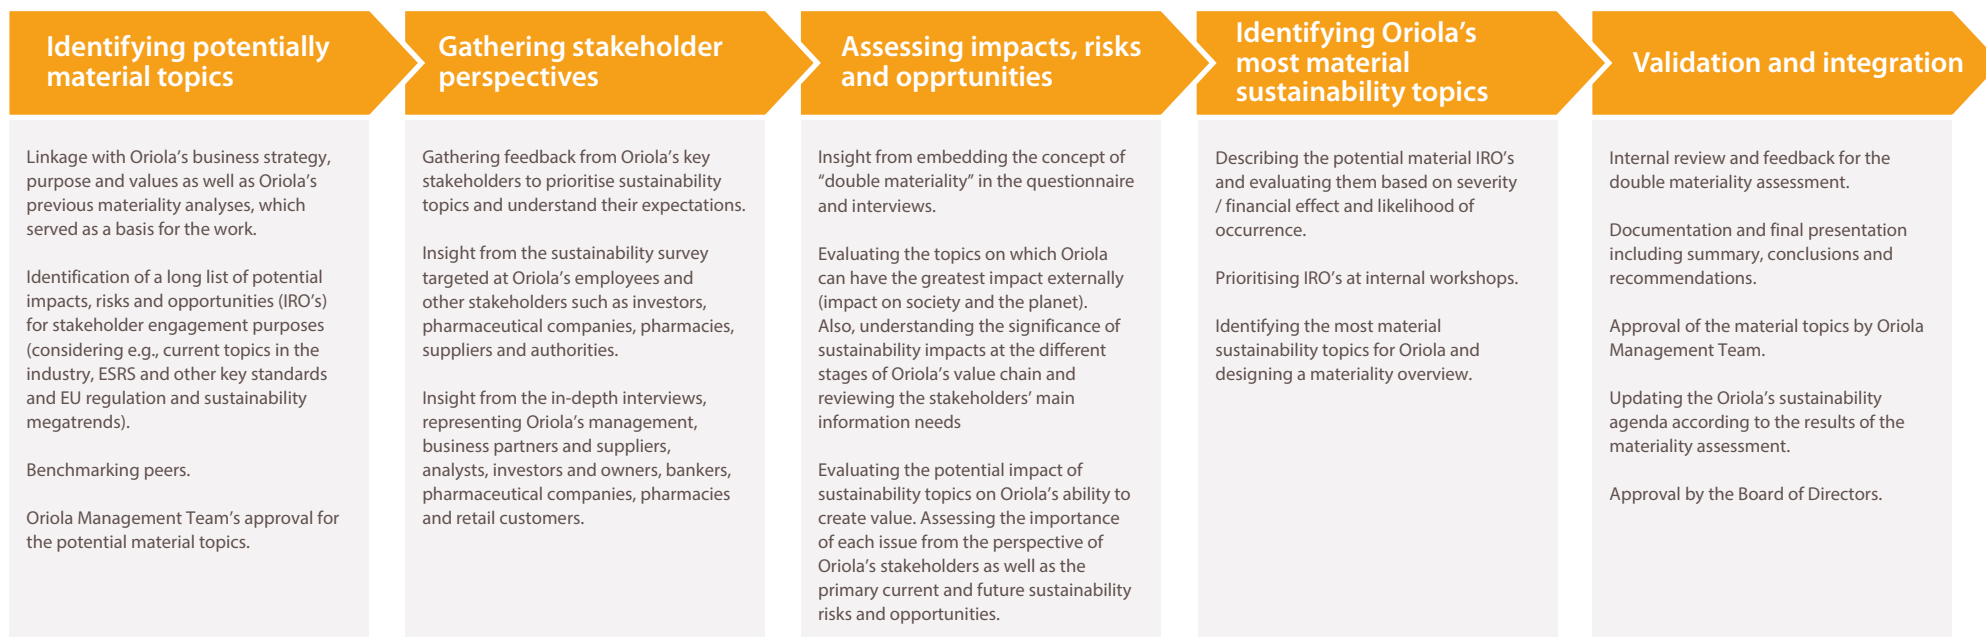 Identifying potentially
material topics
Linkage with Oriola’s business strategy,
purpose and values as well as Oriola’s
previous materiality analyses, which
served as a basis for the work.
Identification of a long list of potential
impacts, risks and opportunities (IRO’s)
for stakeholder engagement purposes
(considering e.g., current topics in the
industry, ESRS and other key standards
and EU regulation and sustainability
megatrends).
Benchmarking peers.
Oriola Management Team’s approval for
the potential material topics.
Gathering stakeholder
perspectives
Gathering feedback from Oriola’s key
stakeholders to prioritise sustainability
topics and understand their expectations.
Insight from the sustainability survey
targeted at Oriola’s employees and
other stakeholders such as investors,
pharmaceutical companies, pharmacies,
suppliers and authorities.
Insight from the in-depth interviews,
representing Oriola’s management,
business partners and suppliers,
analysts, investors and owners, bankers,
pharmaceutical companies, pharmacies
and retail customers.
Assessing impacts, risks
and opprtunities
Insight from embedding the concept of
“double materiality” in the questionnaire
and interviews.
Evaluating the topics on which Oriola
can have the greatest impact externally
(impact on society and the planet).
Also, understanding the significance of
sustainability impacts at the different
stages of Oriola’s value chain and
reviewing the stakeholders’ main
information needs
Evaluating the potential impact of
sustainability topics on Oriola’s ability to
create value. Assessing the importance
of each issue from the perspective of
Oriola’s stakeholders as well as the
primary current and future sustainability
risks and opportunities.
Identifying Oriola’s
most material
sustainability topics
Describing the potential material IRO’s
and evaluating them based on severity
/ financial effect and likelihood of
occurrence.
Prioritising IRO’s at internal workshops.
Identifying the most material
sustainability topics for Oriola and
designing a materiality overview.
Validation and integration
Internal review and feedback for the
double materiality assessment.
Documentation and final presentation
including summary, conclusions and
recommendations.
Approval of the material topics by Oriola
Management Team.
Updating the Oriola’s sustainability
agenda according to the results of the
materiality assessment.
Approval by the Board of Directors.